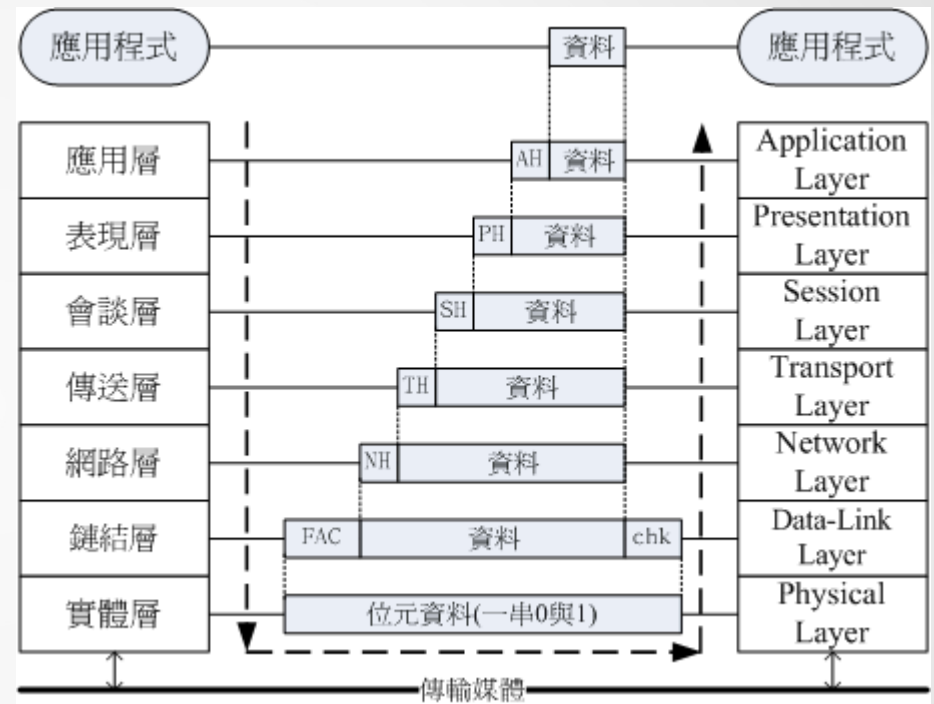 應用程式
資料
應用程式
應用層
AH
資料
Application
Layer
表現層
PH
資料
Presentation
Layer
會談層
SH
資料
Session
Layer
傳送層
TH
資料
Transport
Layer
網路層
NH
資料
Network
Layer
鏈結層
FAC
資料
chk
Data-Link
Layer
實體層
位元資料(一串0與1)
Physical
Layer
傳輸媒體